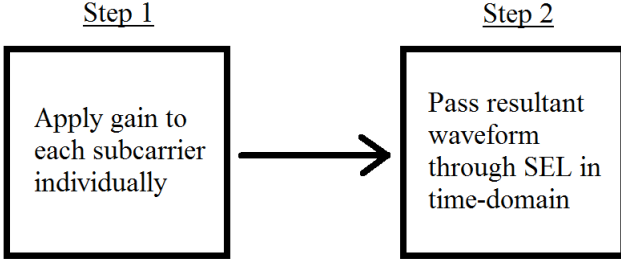 Step 1
Apply gain to
each subcarrier
individually
Step 2
Pass resultant
waveform
through SEL in
time-domain